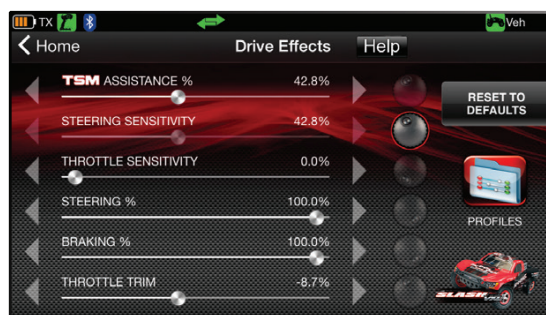 TX
Veh
Home
Drive Effects
Help
TSM ASSISTANCE %
42.8%
STEERING SENSITIVITY
42.8%
THROTTLE SENSITIVITY
0.0%
STEERING %
100.0%
BRAKING %
100.0%
THROTTLE TRIM
-8.7%
RESET TO
DEFAULTS
PROFILES
SLASH